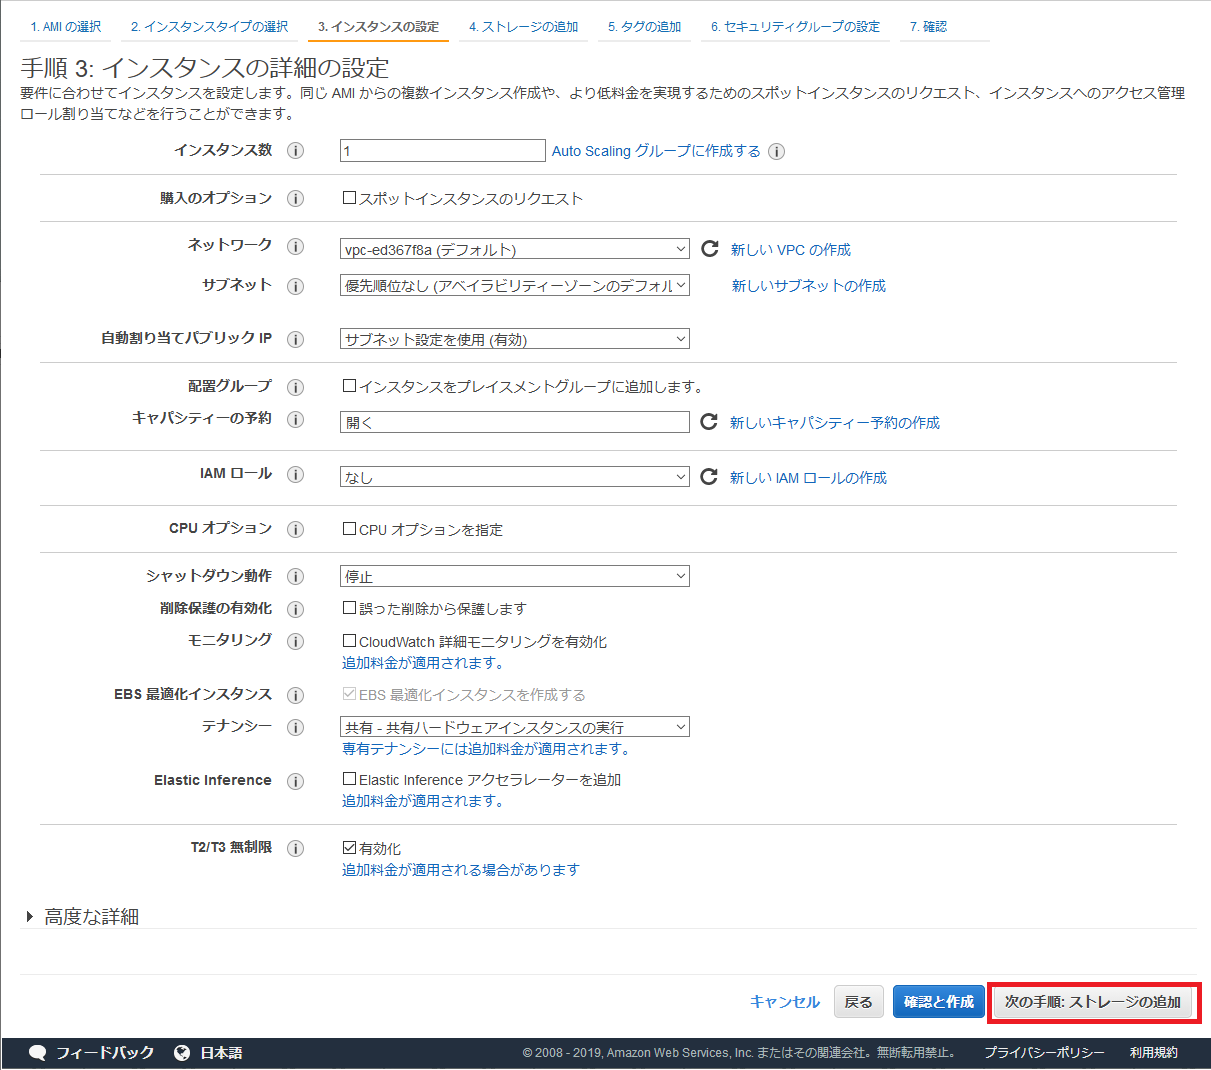 1. AMI の選択 2. インスタンスタイプの選択 3. インスタンスの設定 4. ストレージの追加 5. タグの追加 6. セキュリティグループの設定 7. 確認
手順 3: インスタンスの詳細の設定
要件に合わせてインスタンスを設定します。同じ AMI からの複数インスタンス作成や、より低料金を実現するためのスポットインスタンスのリクエスト、インスタンスへのアクセス管理
ロール割り当てなどを行うことができます。
インスタンス数 1 Auto Scaling グループに作成する
購入のオプション スポットインスタンスのリクエスト
ネットワーク vpc-ed367f8a (デフォルト) 新しい VPC の作成
サブネット 優先順位なし (アベイラビリティーゾーンのデフォル 新しいサブネットの作成
自動割り当てパブリック IP サブネット設定を使用 (有効)
配置グループ インスタンスをプレイスメントグループに追加します。
キャパシティーの予約 開く 新しいキャパシティー予約の作成
IAM ロール なし 新しい IAM ロールの作成
CPU オプション CPU オプションを指定
シャットダウン動作 停止
削除保護の有効化 誤った削除から保護します
モニタリング CloudWatch 詳細モニタリングを有効化
追加料金が適用されます。
EBS 最適化インスタンス EBS 最適化インスタンスを作成する
テナンシー 共有 - 共有ハードウェアインスタンスの実行
専有テナンシーには追加料金が適用されます。
Elastic Inference Elastic Inference アクセラレーターを追加
追加料金が適用されます。
T2/T3 無制限 有効化
追加料金が適用される場合があります
高度な詳細
キャンセル 戻る 確認と作成 次の手順: ストレージの追加
フィードバック 日本語 © 2008 - 2019, Amazon Web Services, Inc. またはその関連会社。無断転用禁止。 プライバシーポリシー 利用規約